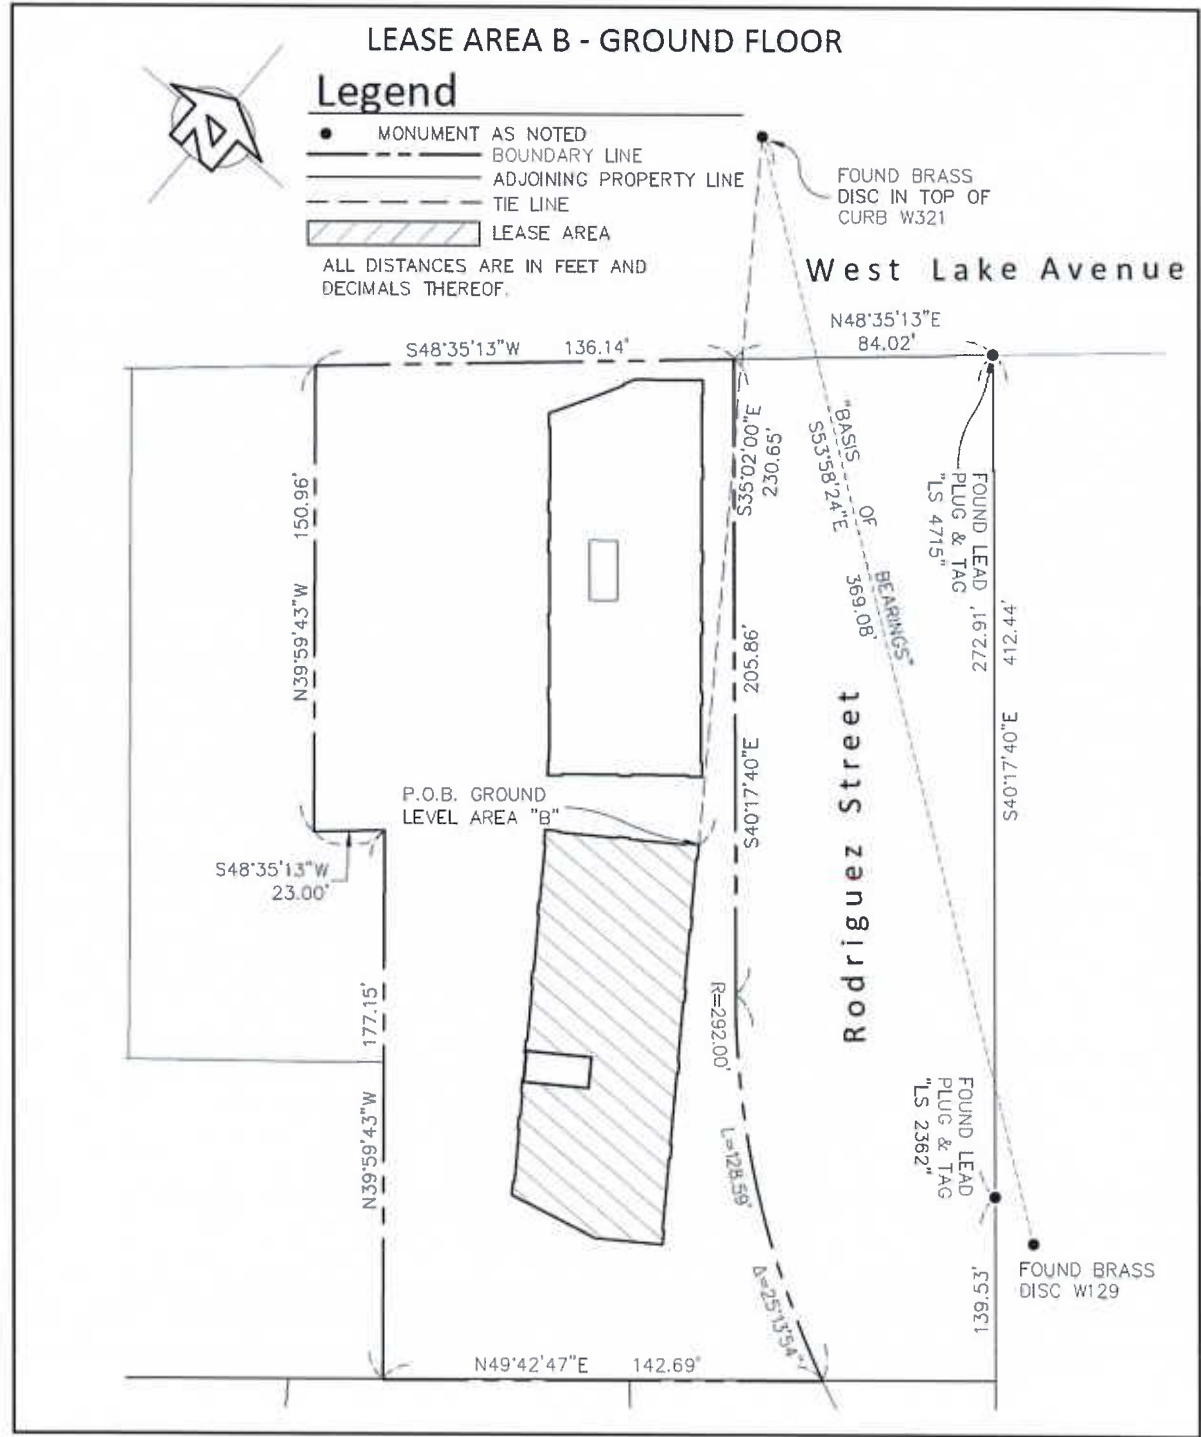 LEASE AREA B - GROUND FLOOR
Legend
MONUMENT AS NOTED
BOUNDARY LINE
ADJOINING PROPERTY LINE
TIE LINE
LEASE AREA
ALL DISTANCES ARE IN FEET AND
DECIMALS THEREOF.
FOUND BRASS
DISC IN TOP OF
CURB W321
West Lake Avenue
N48°35'13"E
84.02'
S48°35'13"W 136.14'
S35°02'00"E
230.65'
"BASIS OF BEARINGS"
S53°58'24"E 369.08'
FOUND LEAD
PLUG & TAG
"LS 4715"
272.91'
412.44'
S40°17'40"E
N39°59'43"W 150.96'
S40°17'40"E 205.86'
Rodriguez Street
P.O.B. GROUND
LEVEL AREA "B"
S48°35'13"W
23.00'
N39°59'43"W 177.15'
R=292.00'
L=128.59'
Δ=25°13'54"
FOUND LEAD
PLUG & TAG
"LS 2362"
139.53'
FOUND BRASS
DISC W129
N49°42'47"E 142.69'